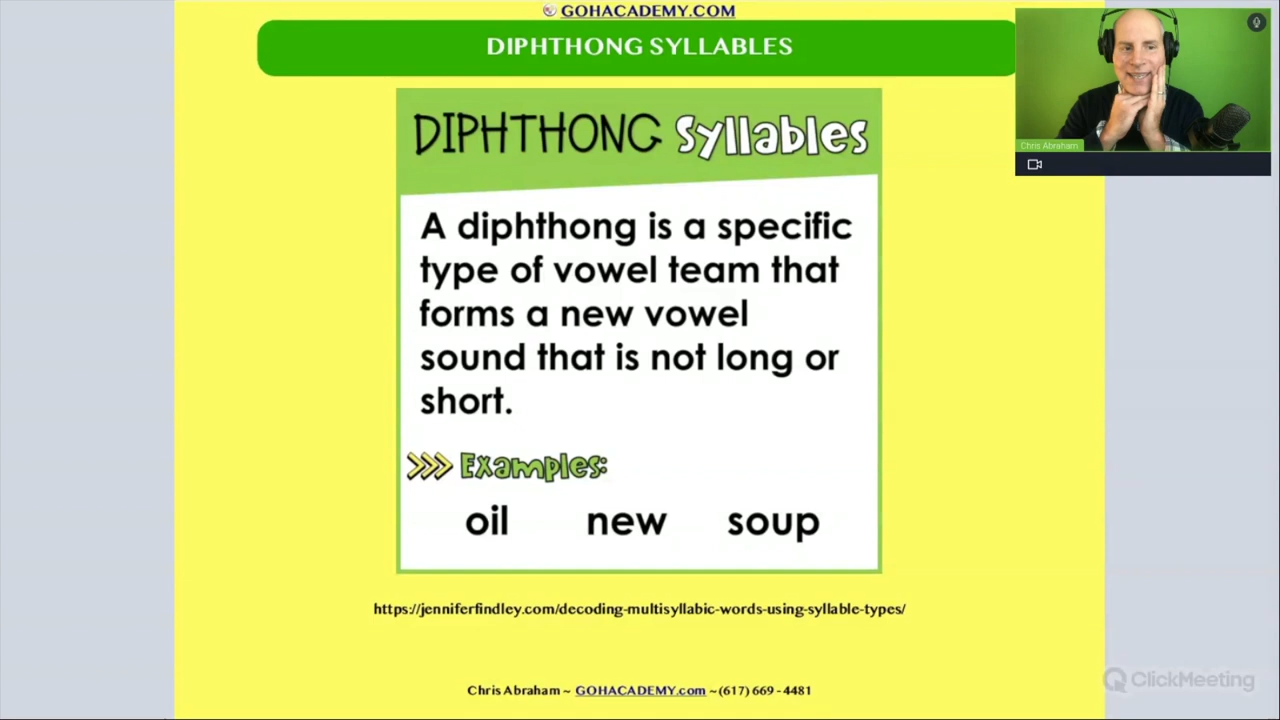 GOHACADEMY.COM
DIPHTHONG SYLLABLES
DIPHTHONG Syllables
A diphthong is a specific
type of vowel team that
forms a new vowel
sound that is not long or
short.
Examples:
oil new soup
https://jenniferfindley.com/decoding-multisyllabic-words-using-syllable-types/
Chris Abraham ~ GOHACADEMY.com ~(617) 669 - 4481
Chris Abraham
ClickMeeting